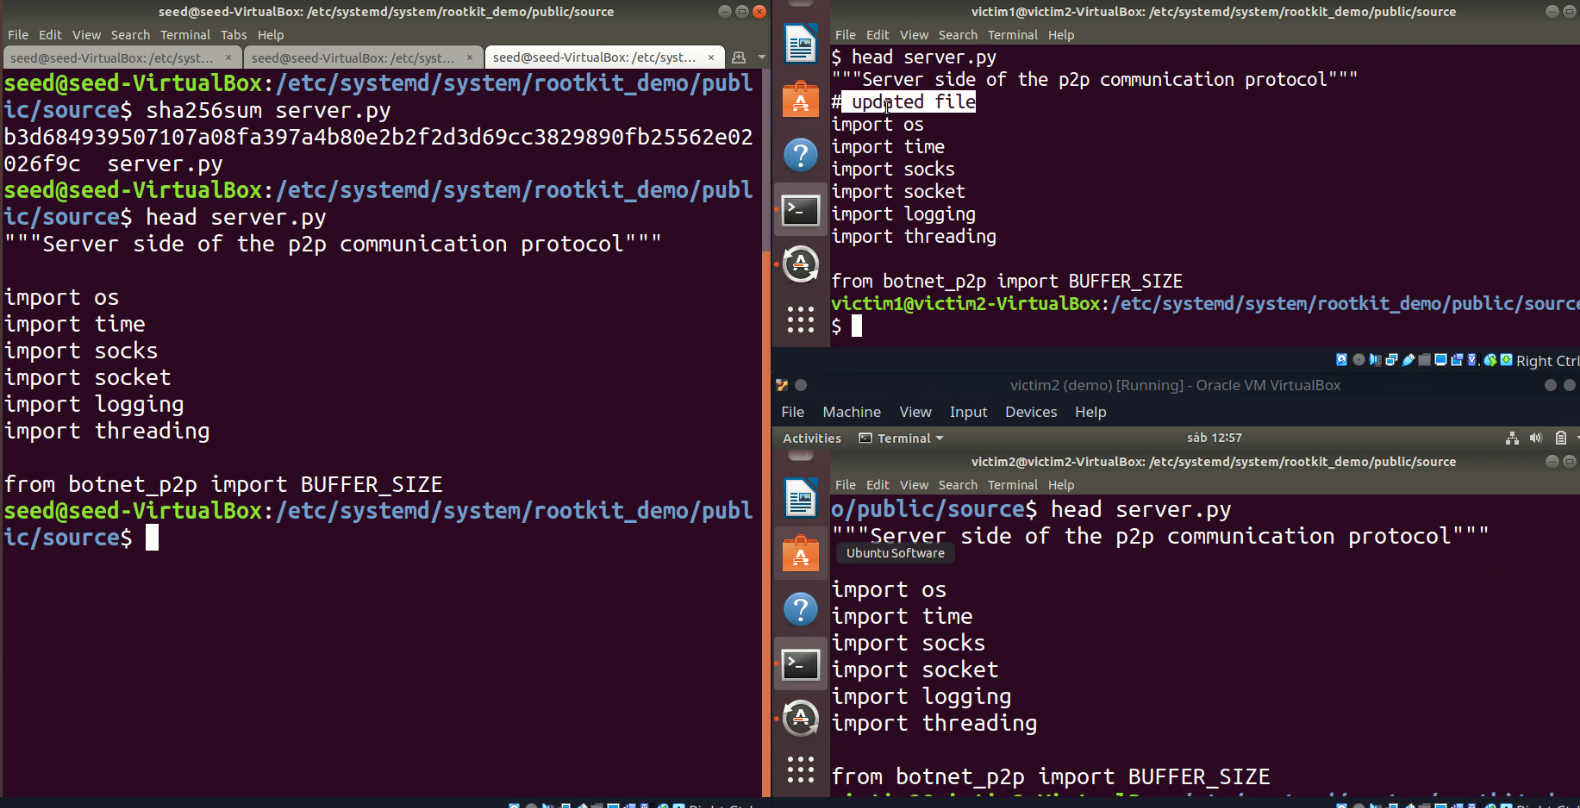 seed@seed-VirtualBox: /etc/systemd/system/rootkit_demo/public/source
File Edit View Search Terminal Tabs Help
seed@seed-VirtualBox: /etc/syst... × seed@seed-VirtualBox: /etc/syst... × seed@seed-VirtualBox: /etc/syst... ×
seed@seed-VirtualBox:/etc/systemd/system/rootkit_demo/publ
ic/source$ sha256sum server.py
b3d684939507107a08fa397a4b80e2b2f2d3d69cc3829890fb25562e02
026f9c  server.py
seed@seed-VirtualBox:/etc/systemd/system/rootkit_demo/publ
ic/source$ head server.py
"""Server side of the p2p communication protocol"""
import os
import time
import socks
import socket
import logging
import threading
from botnet_p2p import BUFFER_SIZE
seed@seed-VirtualBox:/etc/systemd/system/rootkit_demo/publ
ic/source$
victim1@victim2-VirtualBox: /etc/systemd/system/rootkit_demo/public/source
File Edit View Search Terminal Help
$ head server.py
"""Server side of the p2p communication protocol"""
# updated file
import os
import time
import socks
import socket
import logging
import threading
from botnet_p2p import BUFFER_SIZE
victim1@victim2-VirtualBox:/etc/systemd/system/rootkit_demo/public/source
$
Right Ctrl
victim2 (demo) [Running] - Oracle VM VirtualBox
File Machine View Input Devices Help
Activities Terminal sáb 12:57
victim2@victim2-VirtualBox: /etc/systemd/system/rootkit_demo/public/source
File Edit View Search Terminal Help
o/public/source$ head server.py
"""Server side of the p2p communication protocol"""
Ubuntu Software
import os
import time
import socks
import socket
import logging
import threading
from botnet_p2p import BUFFER_SIZE